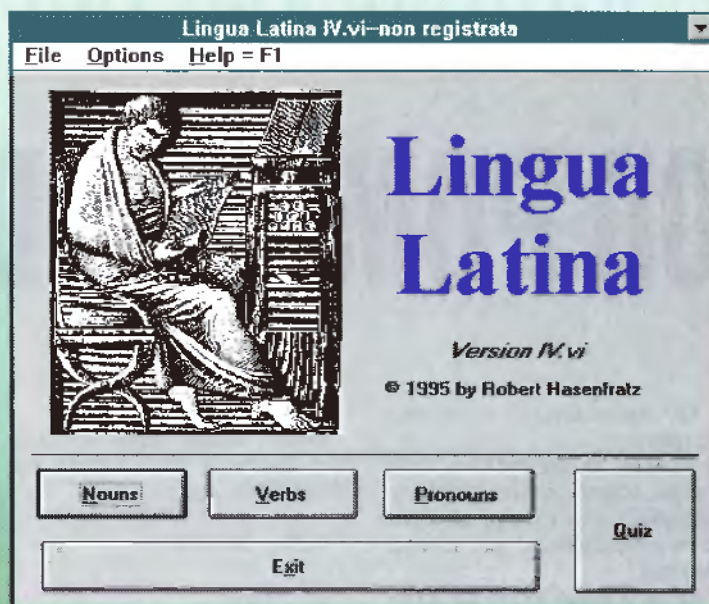 Lingua Latina IV.vi–non registrata
File Options Help = F1
Lingua
Latina
Version IV.vi
© 1995 by Robert Hasenfratz
Nouns Verbs Pronouns
Quiz
Exit